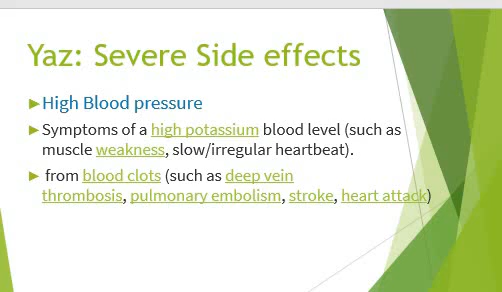 Yaz: Severe Side effects
High Blood pressure
Symptoms of a high potassium blood level (such as
muscle weakness, slow/irregular heartbeat).
from blood clots (such as deep vein
thrombosis, pulmonary embolism, stroke, heart attack)